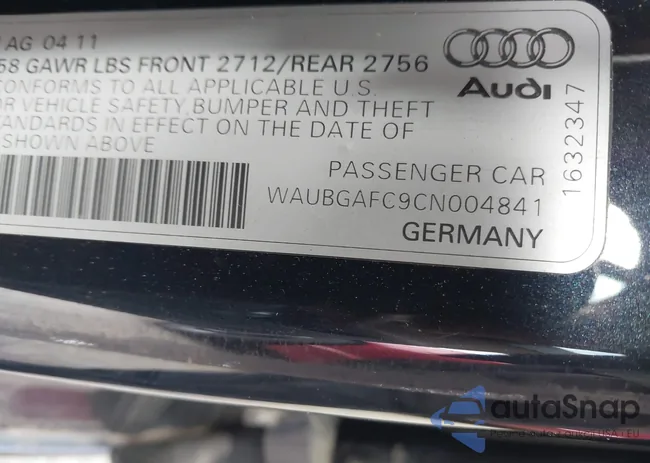 AG 04 11
58 GAWR LBS FRONT 2712/REAR 2756
CONFORMS TO ALL APPLICABLE U.S.
VEHICLE SAFETY, BUMPER AND THEFT
STANDARDS IN EFFECT ON THE DATE OF
SHOWN ABOVE
Audi
1632347
PASSENGER CAR
WAUBGAFC9CN004841
GERMANY
autoSnap